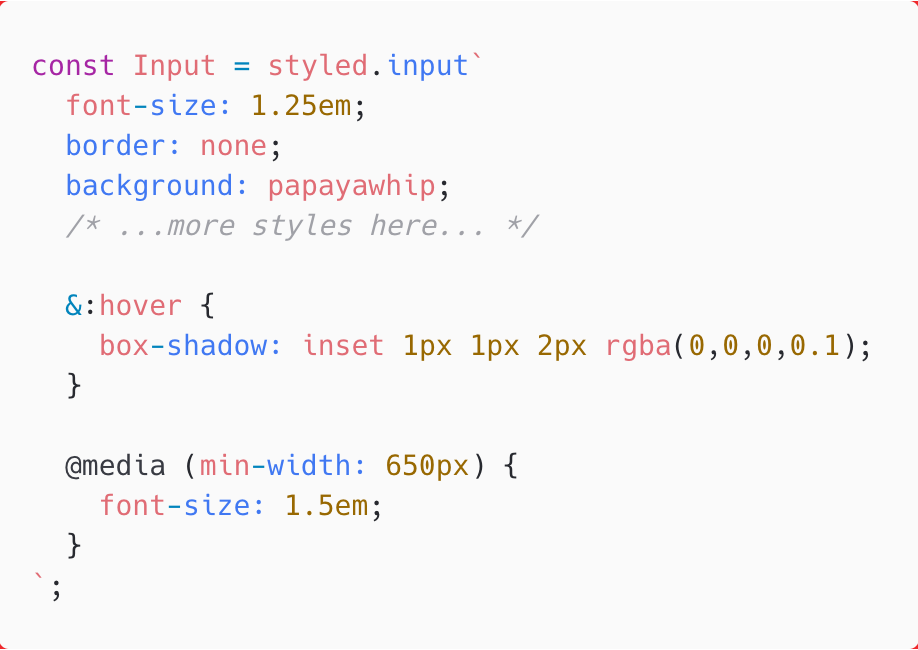 const Input = styled.input`
  font-size: 1.25em;
  border: none;
  background: papayawhip;
  /* ...more styles here... */

  &:hover {
    box-shadow: inset 1px 1px 2px rgba(0,0,0,0.1);
  }

  @media (min-width: 650px) {
    font-size: 1.5em;
  }
`;